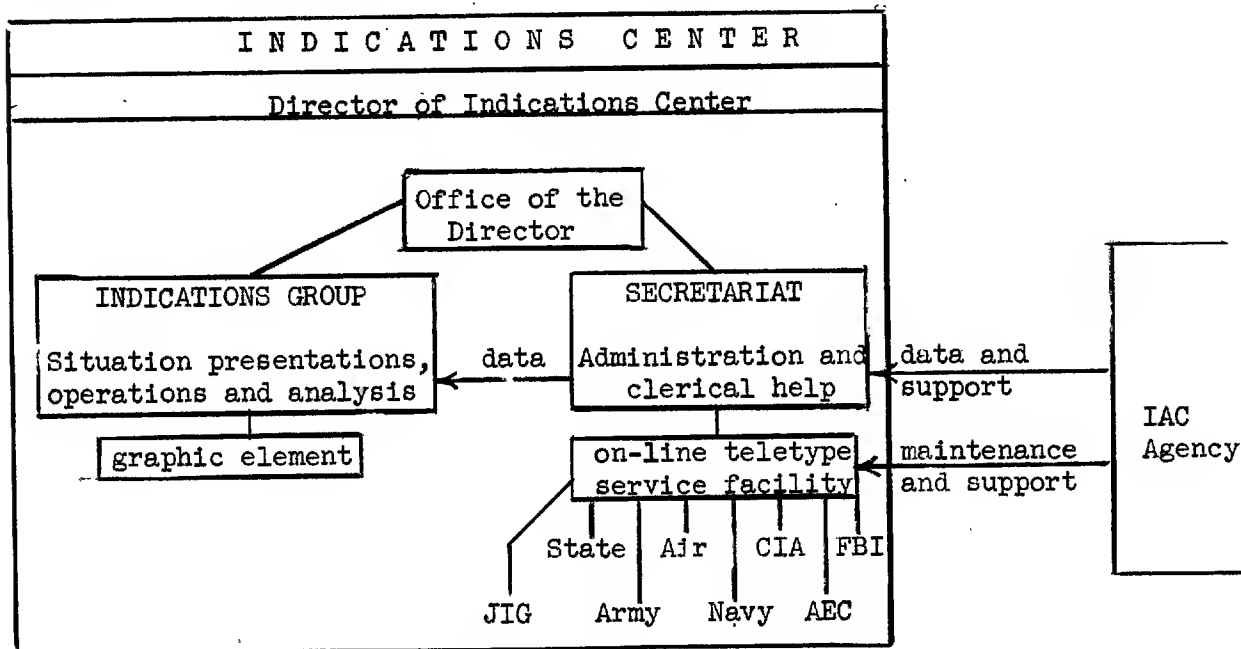 INDICATIONS CENTER
Director of Indications Center
Office of the
Director
INDICATIONS GROUP
Situation presentations,
operations and analysis
graphic element
data
SECRETARIAT
Administration and
clerical help
on-line teletype
service facility
data and
support
maintenance
and support
IAC
Agency
State Air CIA FBI
JIG Army Navy AEC